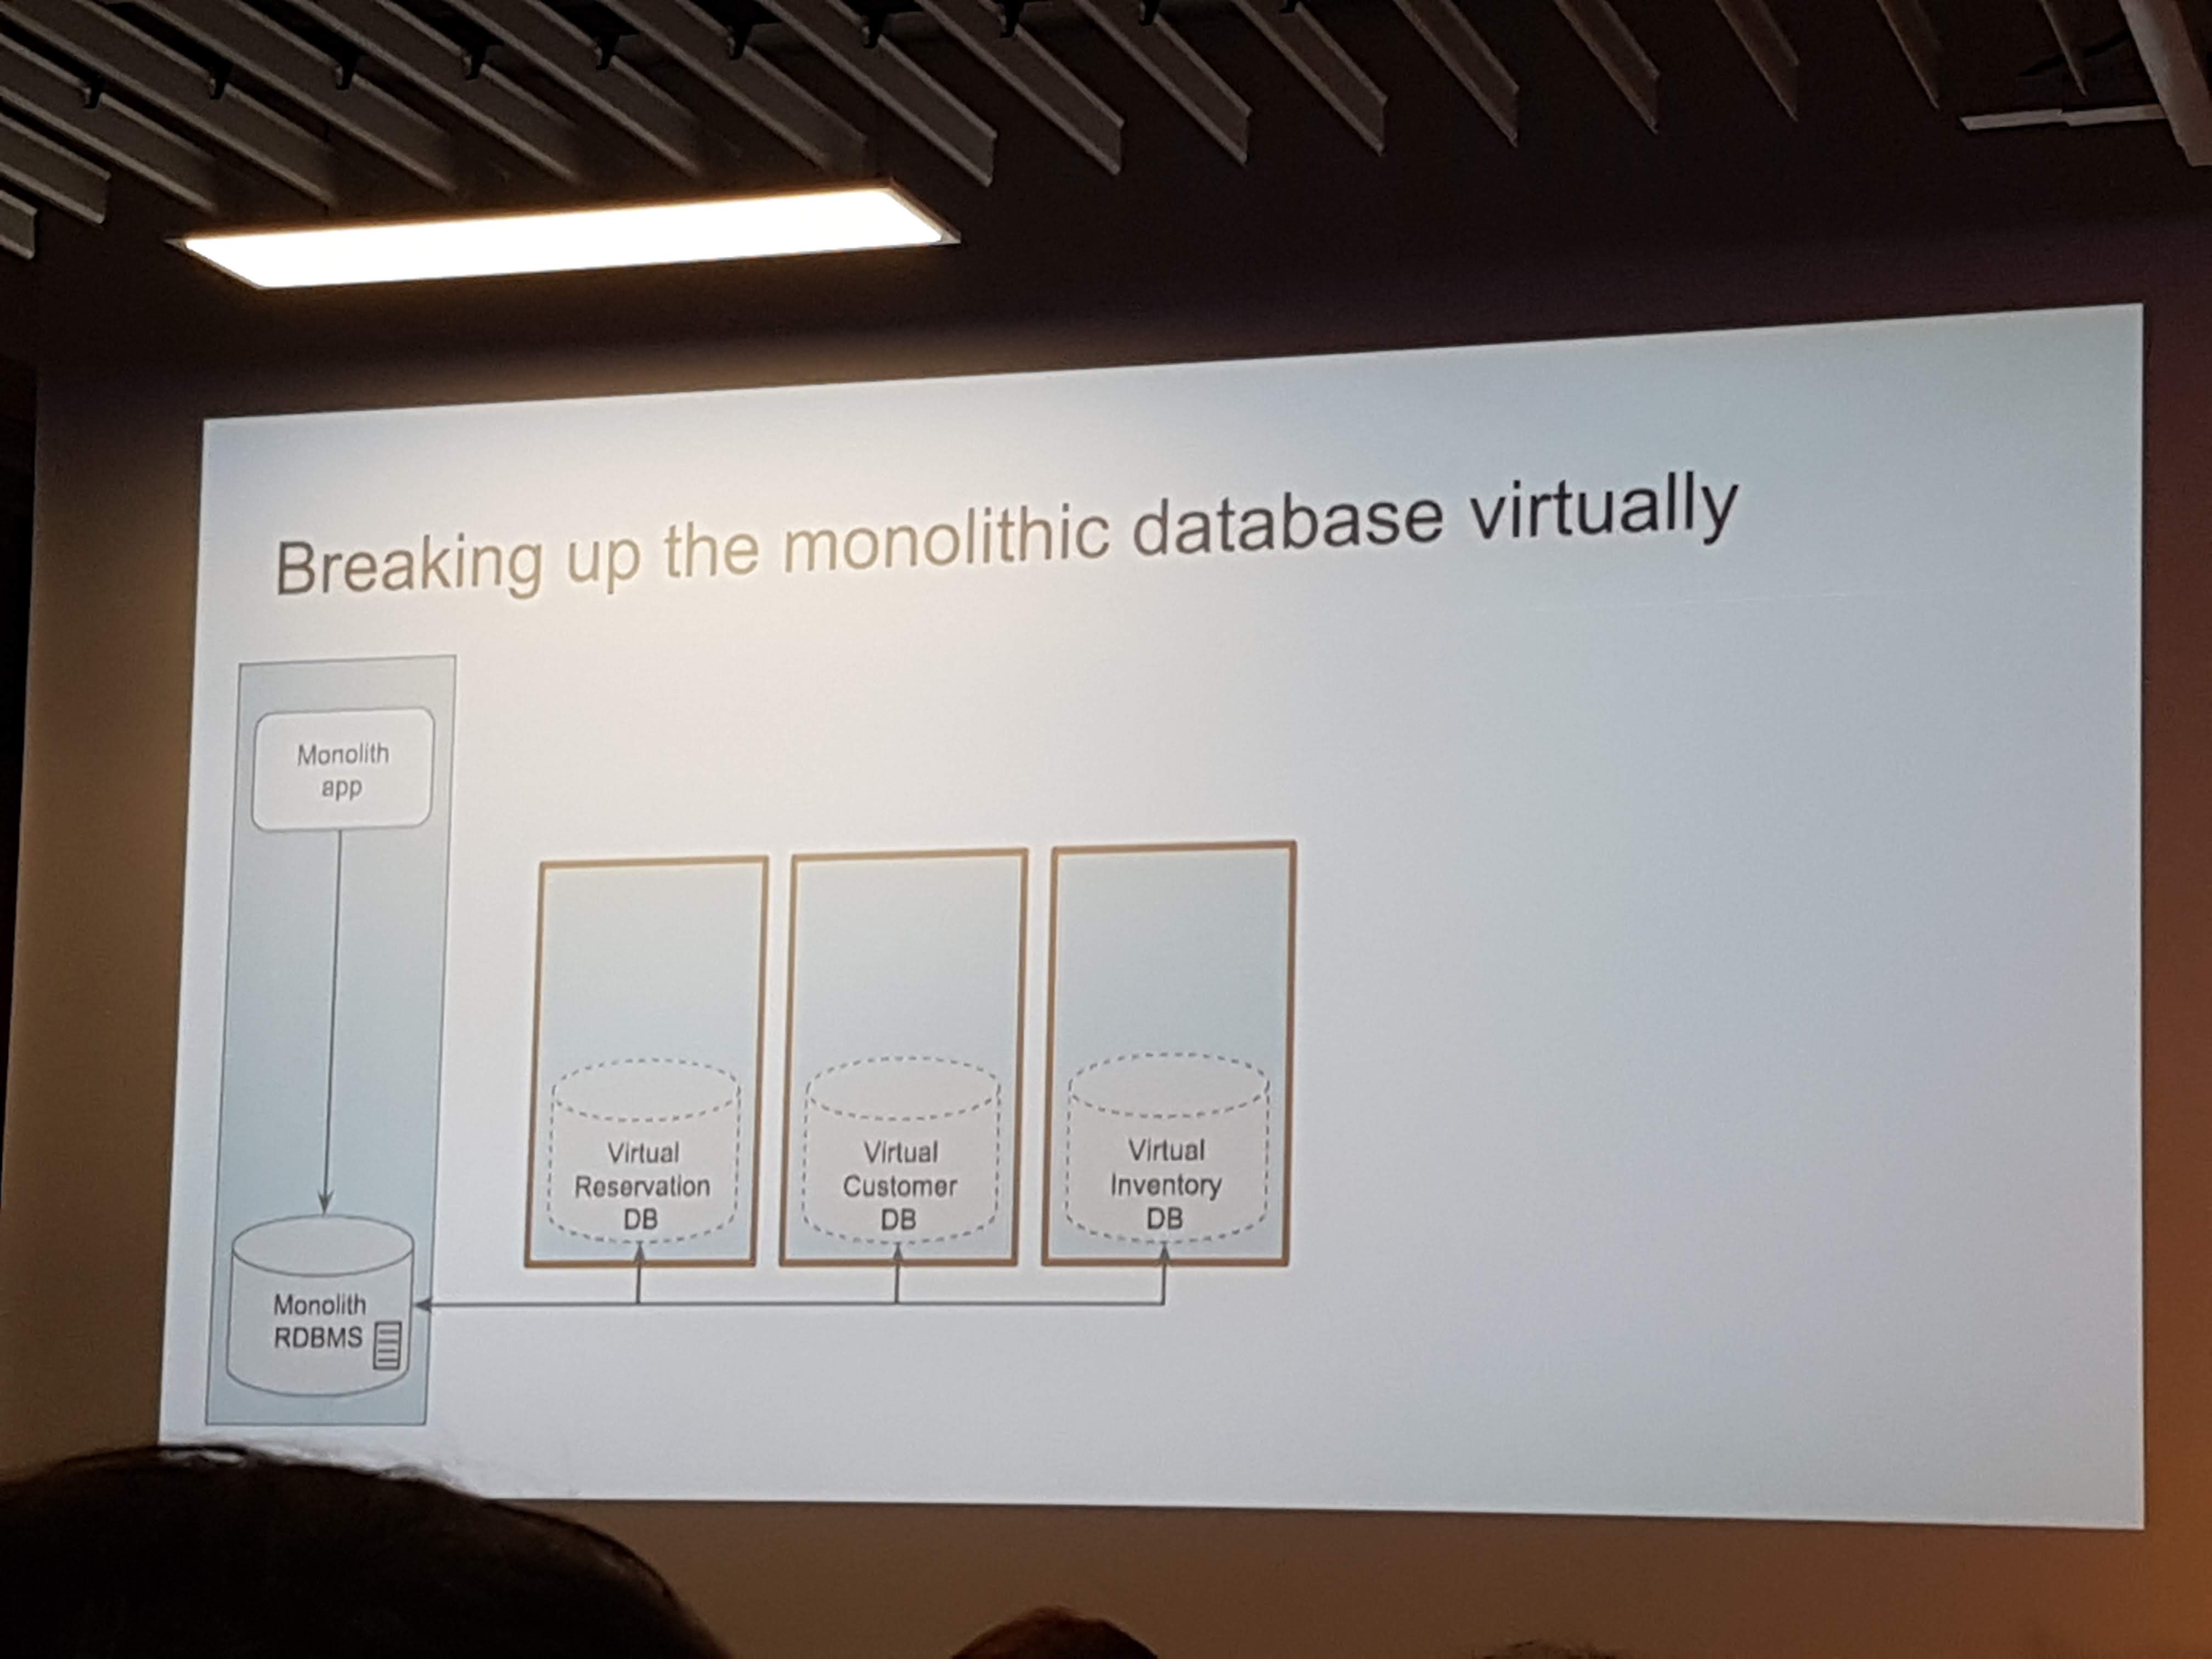 Breaking up the monolithic database virtually
Monolith
app
Virtual
Reservation
DB
Virtual
Customer
DB
Virtual
Inventory
DB
Monolith
RDBMS